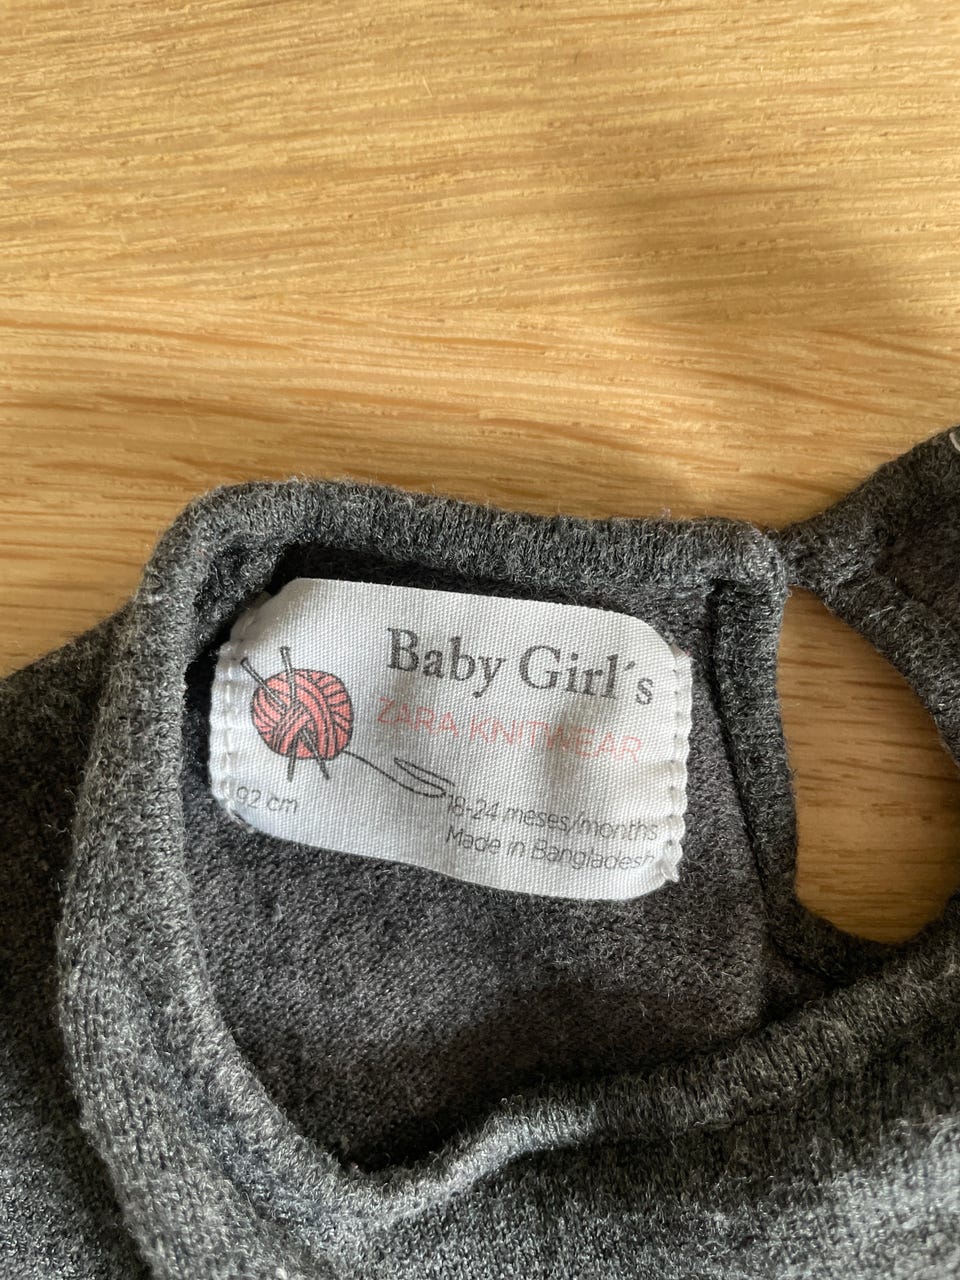 Baby Girl´s
ZARA KNITWEAR
92 cm
18-24 meses/months
Made in Bangladesh